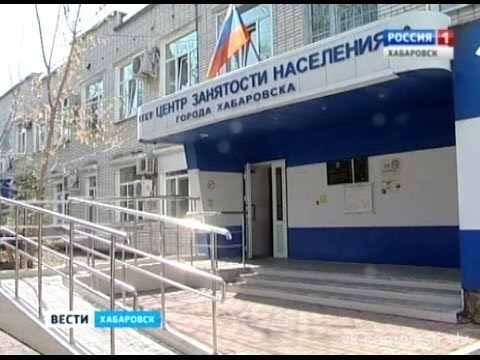 РОССИЯ 1
ХАБАРОВСК
ЦЕНТР ЗАНЯТОСТИ НАСЕЛЕНИЯ
ГОРОДА ХАБАРОВСКА
ВЕСТИ ХАБАРОВСК